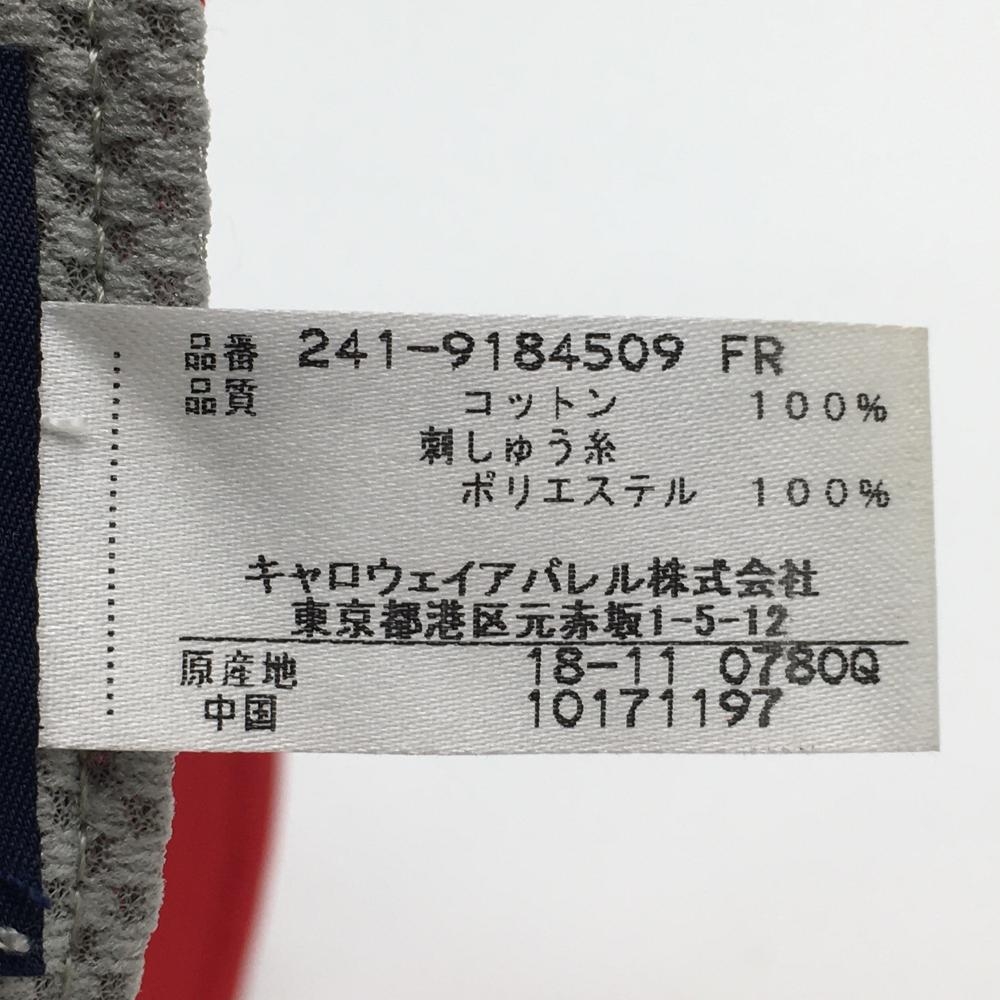 品番 241-9184509 FR
品質 コットン 100%
刺しゅう糸
ポリエステル 100%
キャロウェイアパレル株式会社
東京都港区元赤坂1-5-12
原産地 18-11 0780Q
中国 10171197